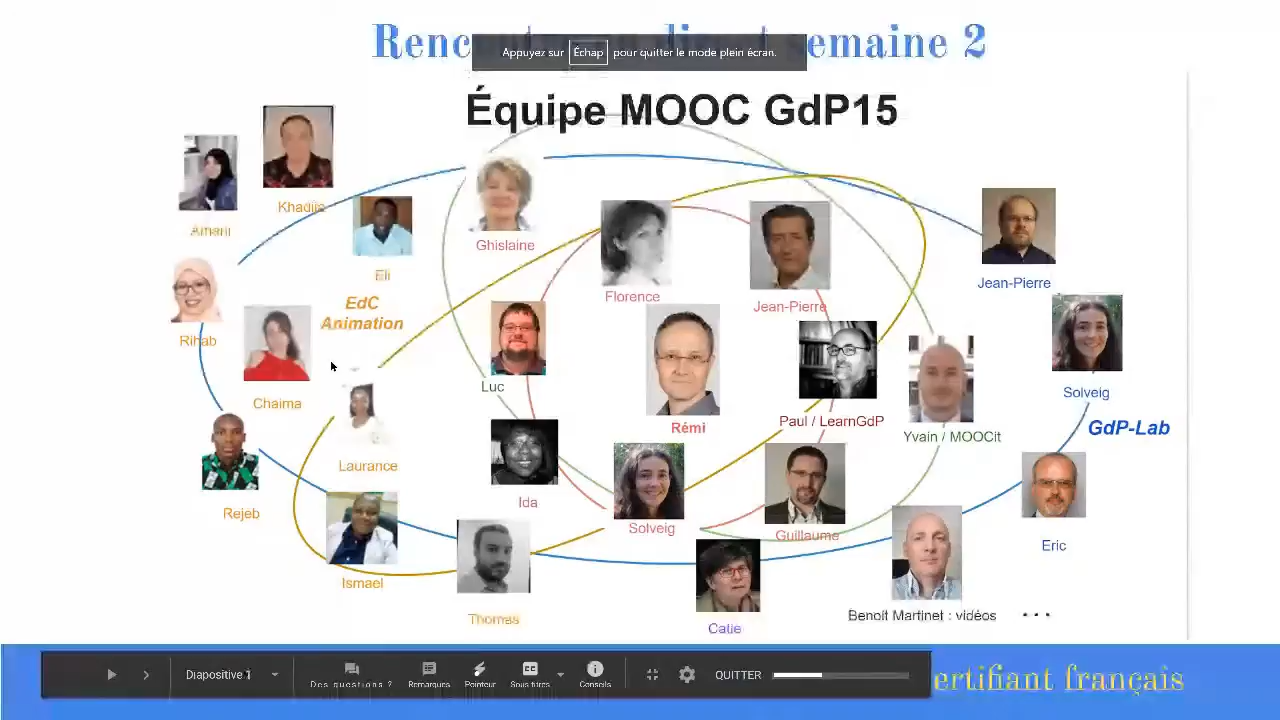 semaine 2
Appuyez sur Échap pour quitter le mode plein écran.
Équipe MOOC GdP15
Khadija
Amani
Ghislaine
Eli
Jean-Pierre
Florence
EdC
Animation
Jean-Pierre
Rihab
Luc
Solveig
Chaima
Paul / LearnGdP
Rémi
GdP-Lab
Yvain / MOOCit
Laurance
Ida
Rejeb
Solveig
Guillaume
Eric
Ismael
Thomas
Benoît Martinet : vidéos ...
Catie
Diapositive 1
Des questions ?
Remarques
Pointeur
Sous-titres
Conseils
QUITTER
ertifiant français